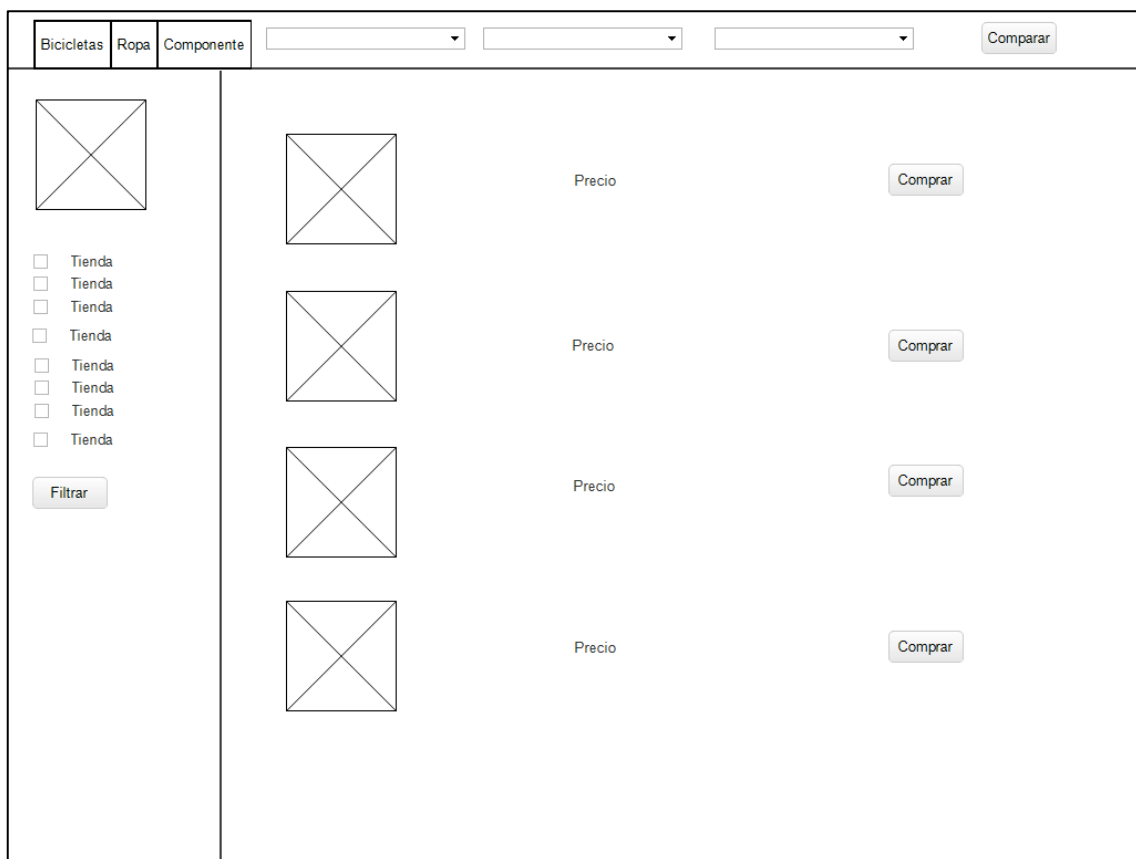 Bicicletas Ropa Componente Comparar
Tienda
Tienda
Tienda
Tienda
Tienda
Tienda
Tienda
Tienda
Filtrar
Precio Comprar
Precio Comprar
Precio Comprar
Precio Comprar